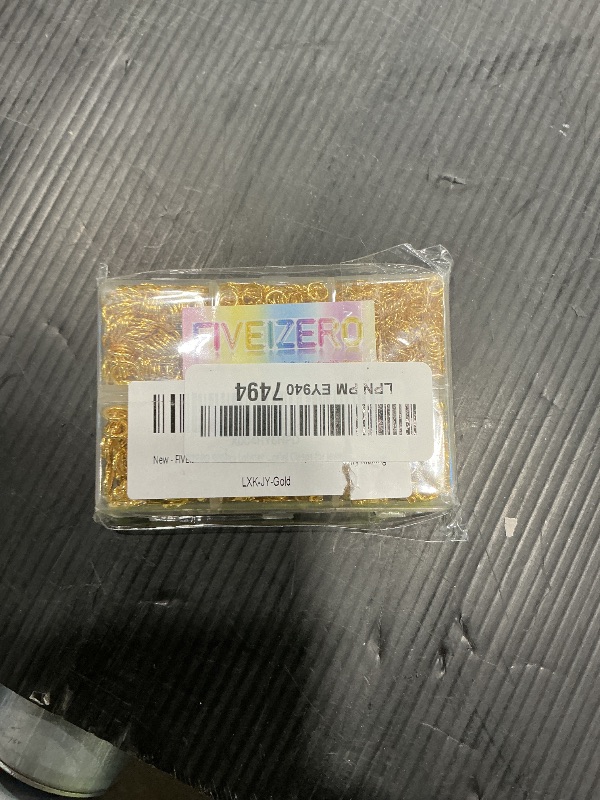 FIVEIZERO
LPN PM EY940 7494
New - FIVE
LXK-JY-Gold